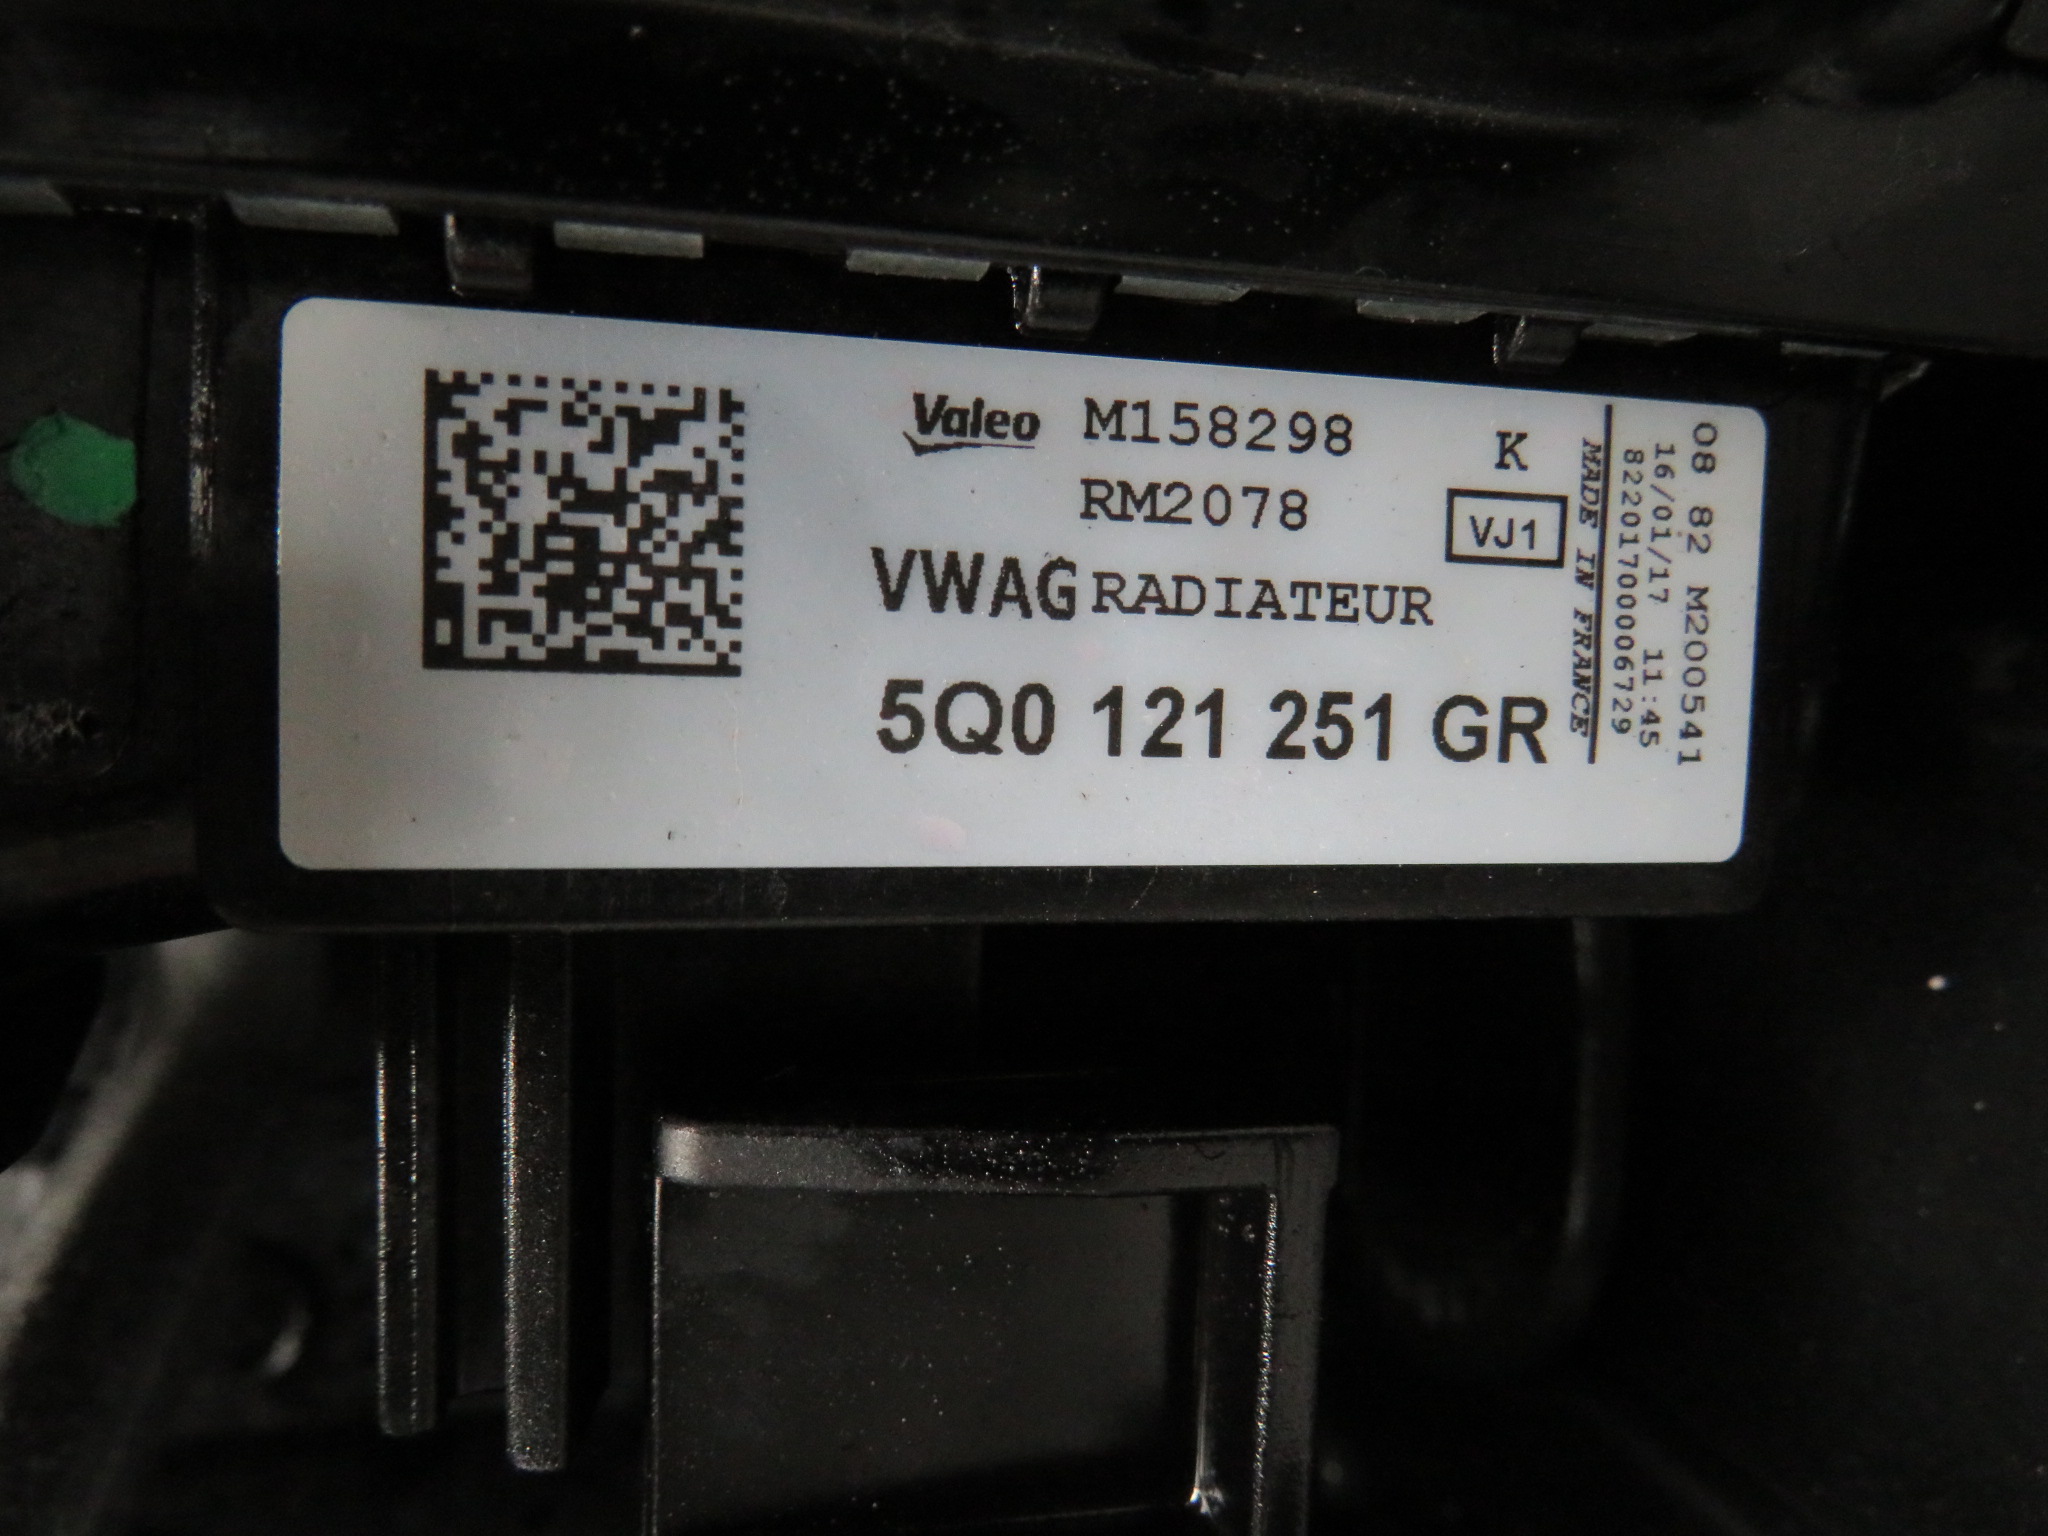 Valeo M158298
RM2078
VWAG RADIATEUR
5Q0 121 251 GR
K
VJ1
08 82 M200541
16/01/17 11:45
82201700006729
MADE IN FRANCE